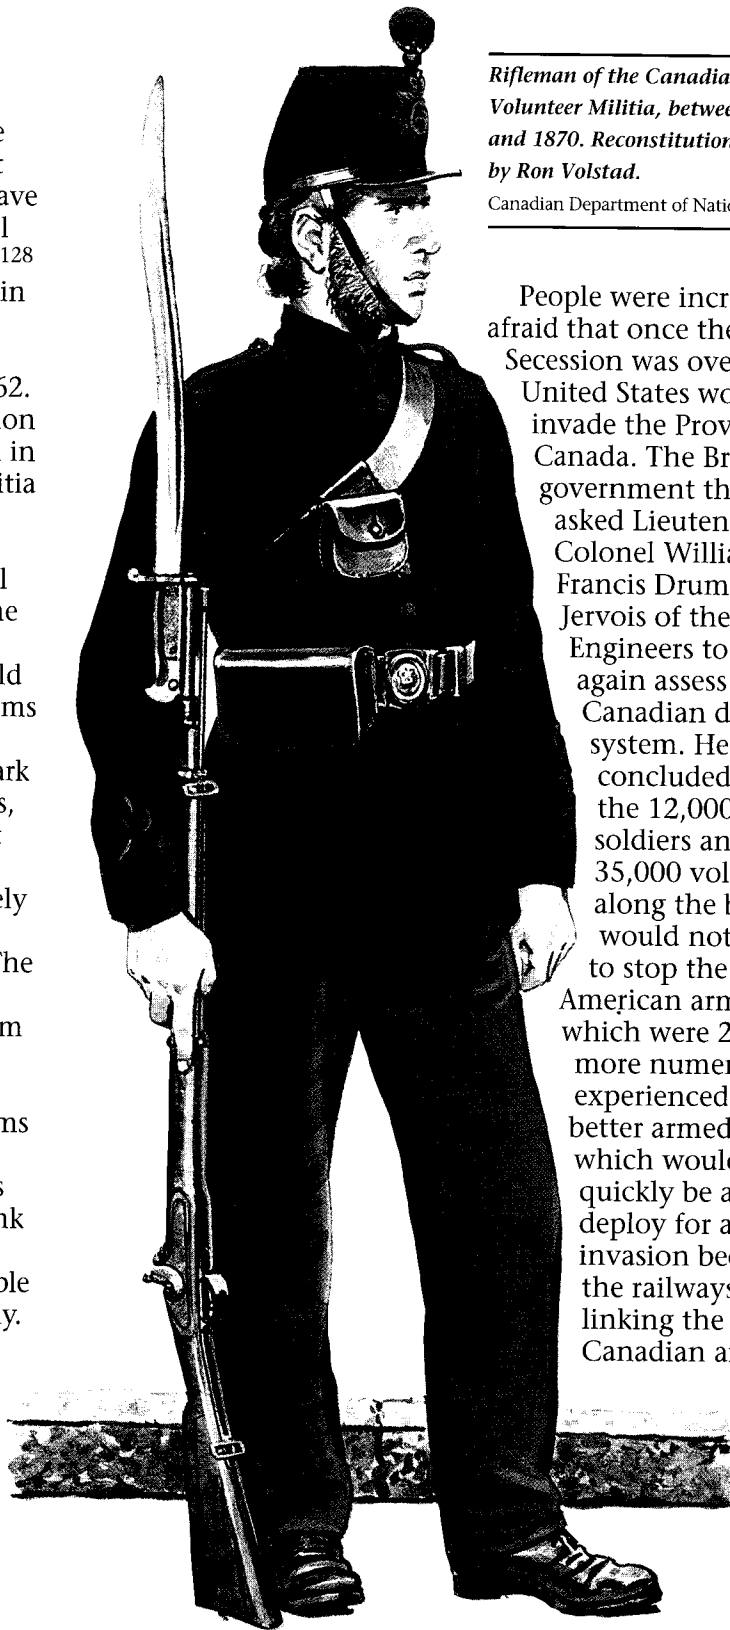 e
t
ave
l
128
in
62.
on
in
itia
l
ne
ld
ms
ark
s,
t
ely
The
m
ms
s
nk
ole
y.
Rifleman of the Canadia
Volunteer Militia, betwee
and 1870. Reconstitution
by Ron Volstad.
Canadian Department of Natio
People were incr
afraid that once the
Secession was ove
United States wo
invade the Prov
Canada. The Br
government th
asked Lieuten
Colonel Willia
Francis Drum
Jervois of the
Engineers to
again assess
Canadian d
system. He
concluded
the 12,000
soldiers an
35,000 vol
along the b
would not
to stop the
American arm
which were 2
more numer
experienced
better armed
which would
quickly be a
deploy for a
invasion bec
the railways
linking the
Canadian a